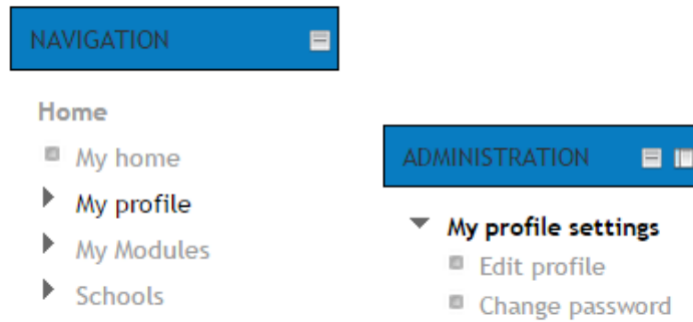 NAVIGATION
Home
My home
My profile
My Modules
Schools
ADMINISTRATION
My profile settings
Edit profile
Change password